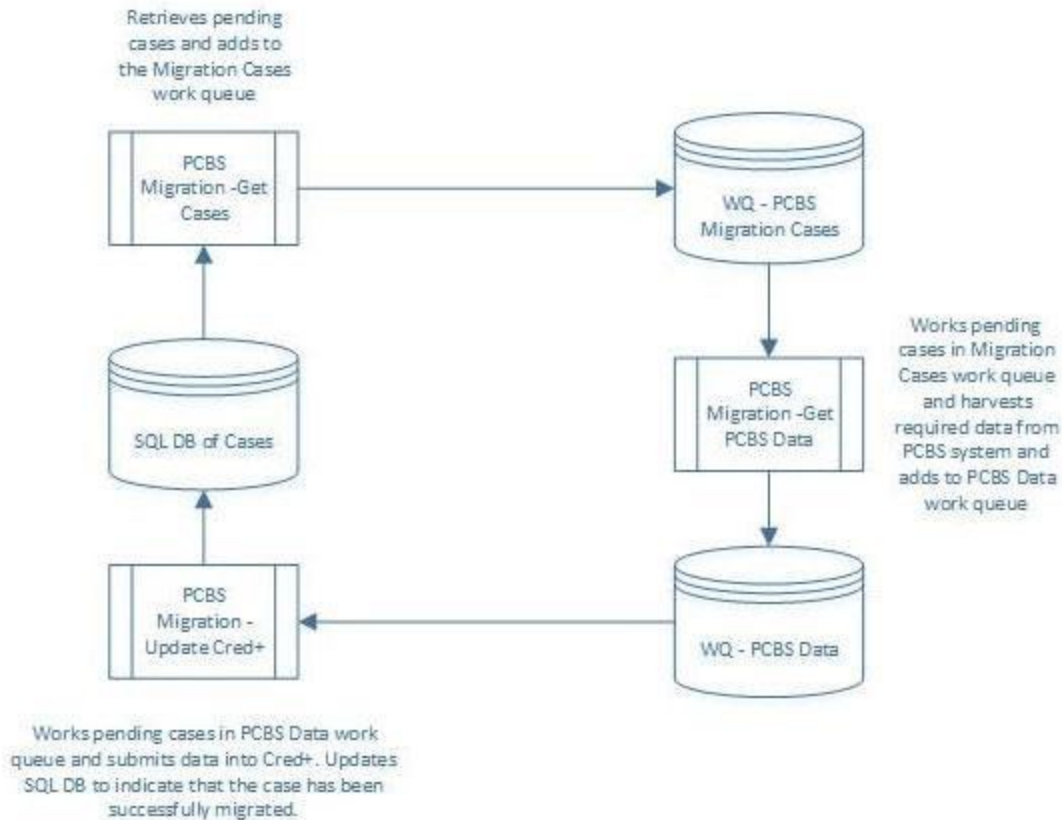 Retrieves pending
cases and adds to
the Migration Cases
work queue
PCBS
Migration -Get
Cases
WQ - PCBS
Migration Cases
SQL DB of Cases
PCBS
Migration -Get
PCBS Data
Works pending
cases in Migration
Cases work queue
and harvests
required data from
PCBS system and
adds to PCBS Data
work queue
PCBS
Migration -
Update Cred+
WQ - PCBS Data
Works pending cases in PCBS Data work
queue and submits data into Cred+. Updates
SQL DB to indicate that the case has been
successfully migrated.